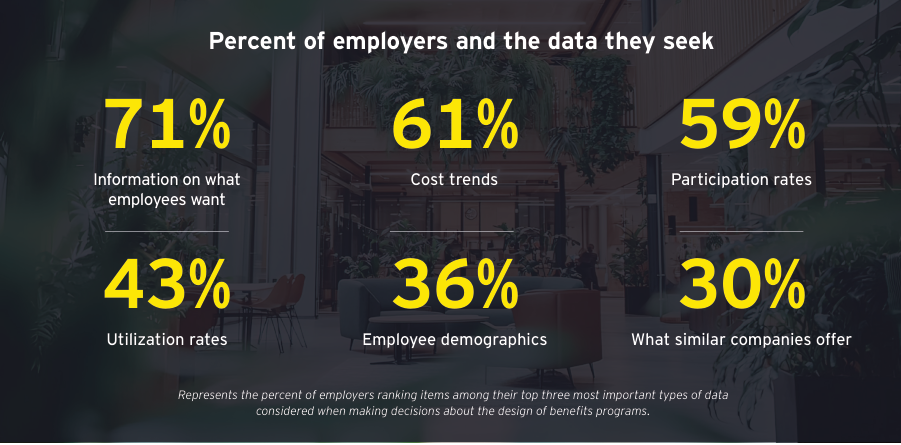 Percent of employers and the data they seek
71%
61%
59%
Information on what
employees want
Cost trends
Participation rates
43%
36%
30%
Utilization rates
Employee demographics
What similar companies offer
Represents the percent of employers ranking items among their top three most important types of data
considered when making decisions about the design of benefits programs.